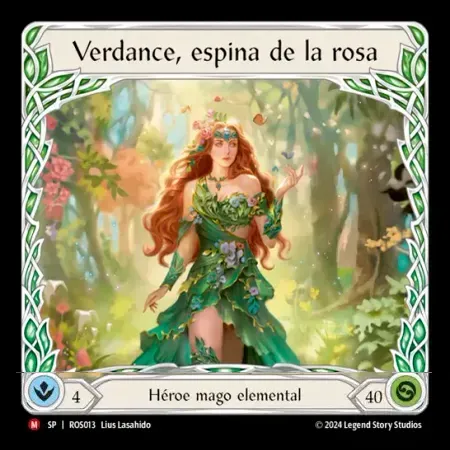 Verdance, espina de la rosa
4
Héroe mago elemental
40
M SP | ROS013 Lius Lasahido
© 2024 Legend Story Studios